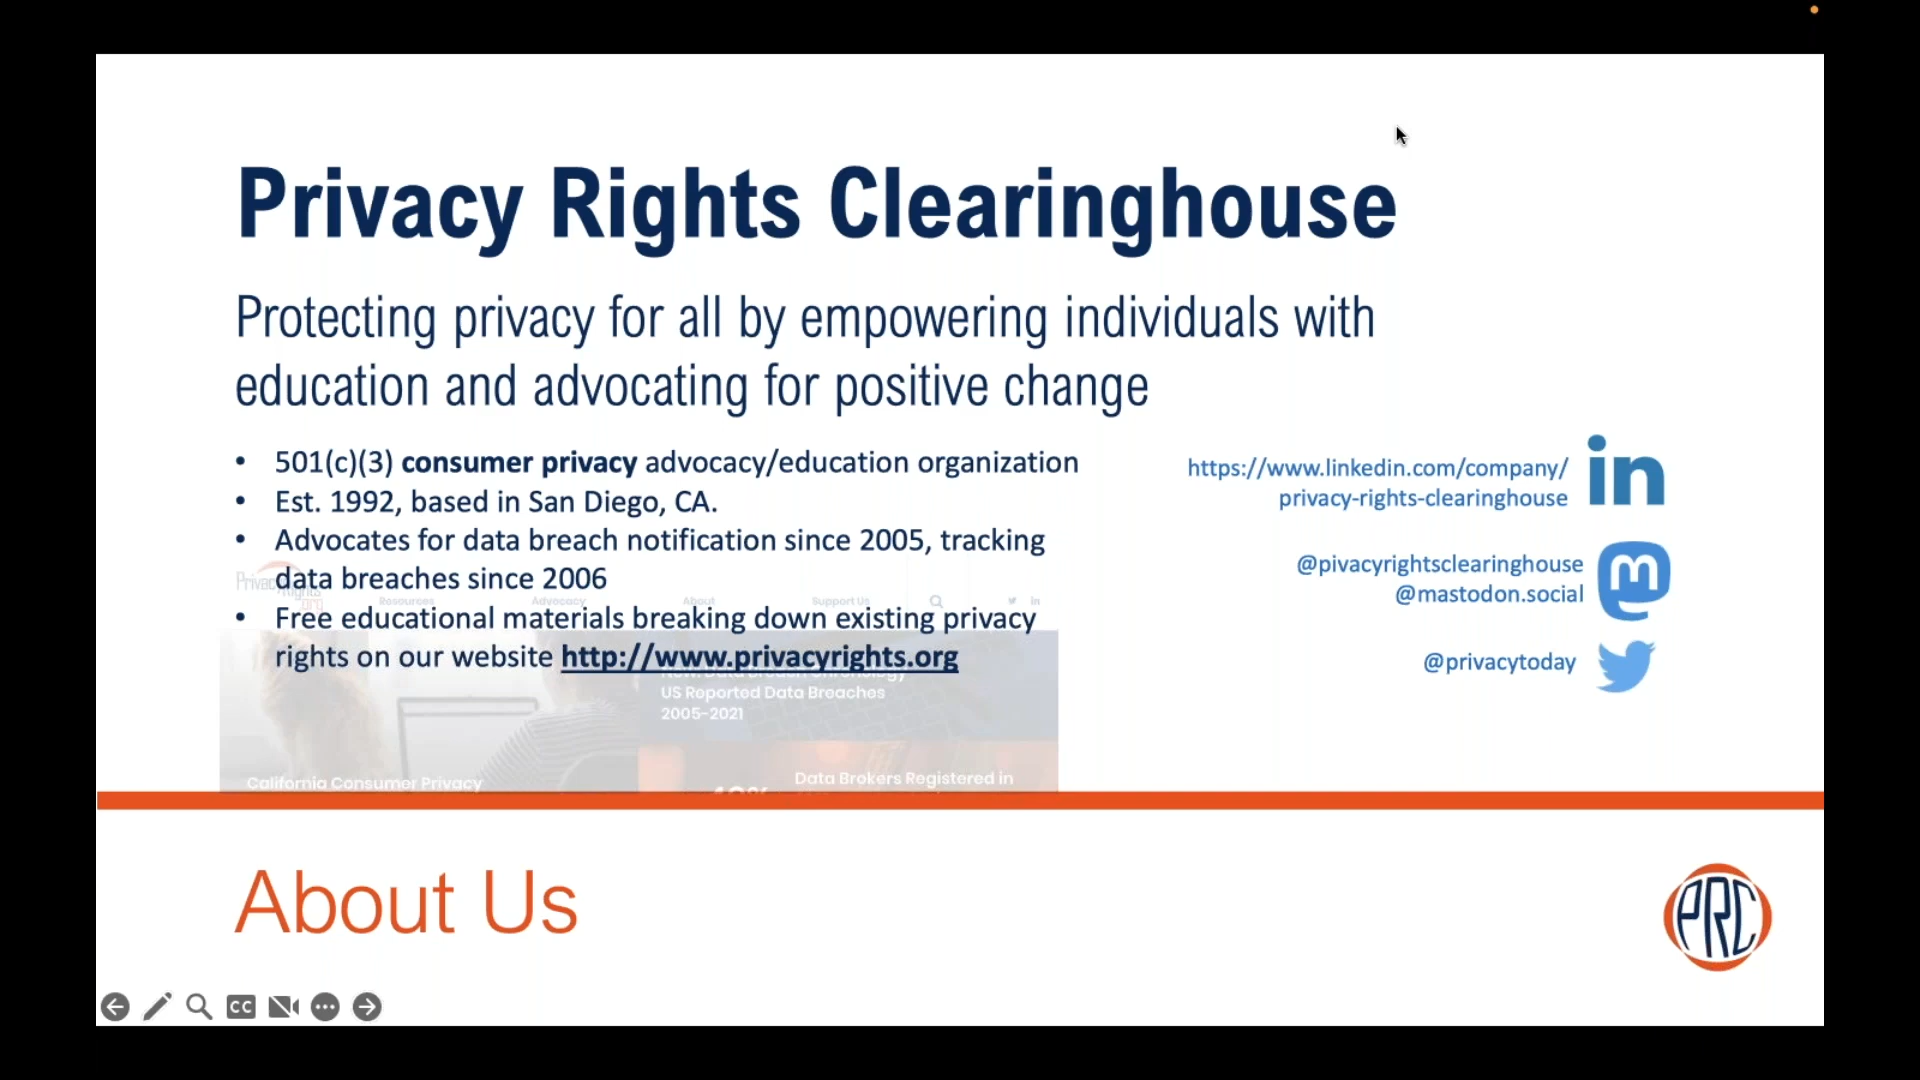 Privacy Rights Clearinghouse
Protecting privacy for all by empowering individuals with
education and advocating for positive change
• 501(c)(3) consumer privacy advocacy/education organization
• Est. 1992, based in San Diego, CA.
• Advocates for data breach notification since 2005, tracking
data breaches since 2006
• Free educational materials breaking down existing privacy
rights on our website http://www.privacyrights.org
https://www.linkedin.com/company/
privacy-rights-clearinghouse
in
@pivacyrightsclearinghouse
@mastodon.social
m
@privacytoday
Resources Advocacy About Support Us
US Reported Data Breaches
2005-2021
California Consumer Privacy
Data Brokers Registered in
About Us
PRC
CC